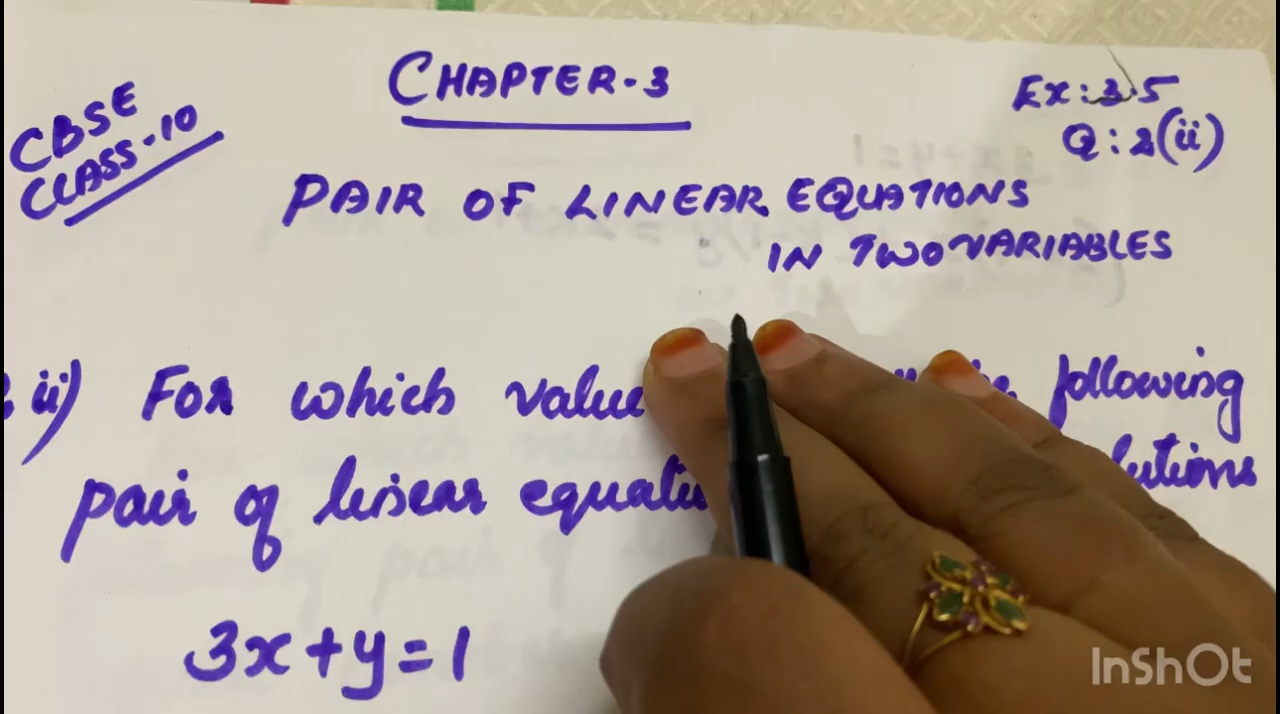 CHAPTER-3
CBSE
CLASS-10
Ex: 3.5
Q: 2(ii)
PAIR OF LINEAR EQUATIONS
IN TWO VARIABLES
ii) For which value following
pair of linear
3x+y=1
InShOt